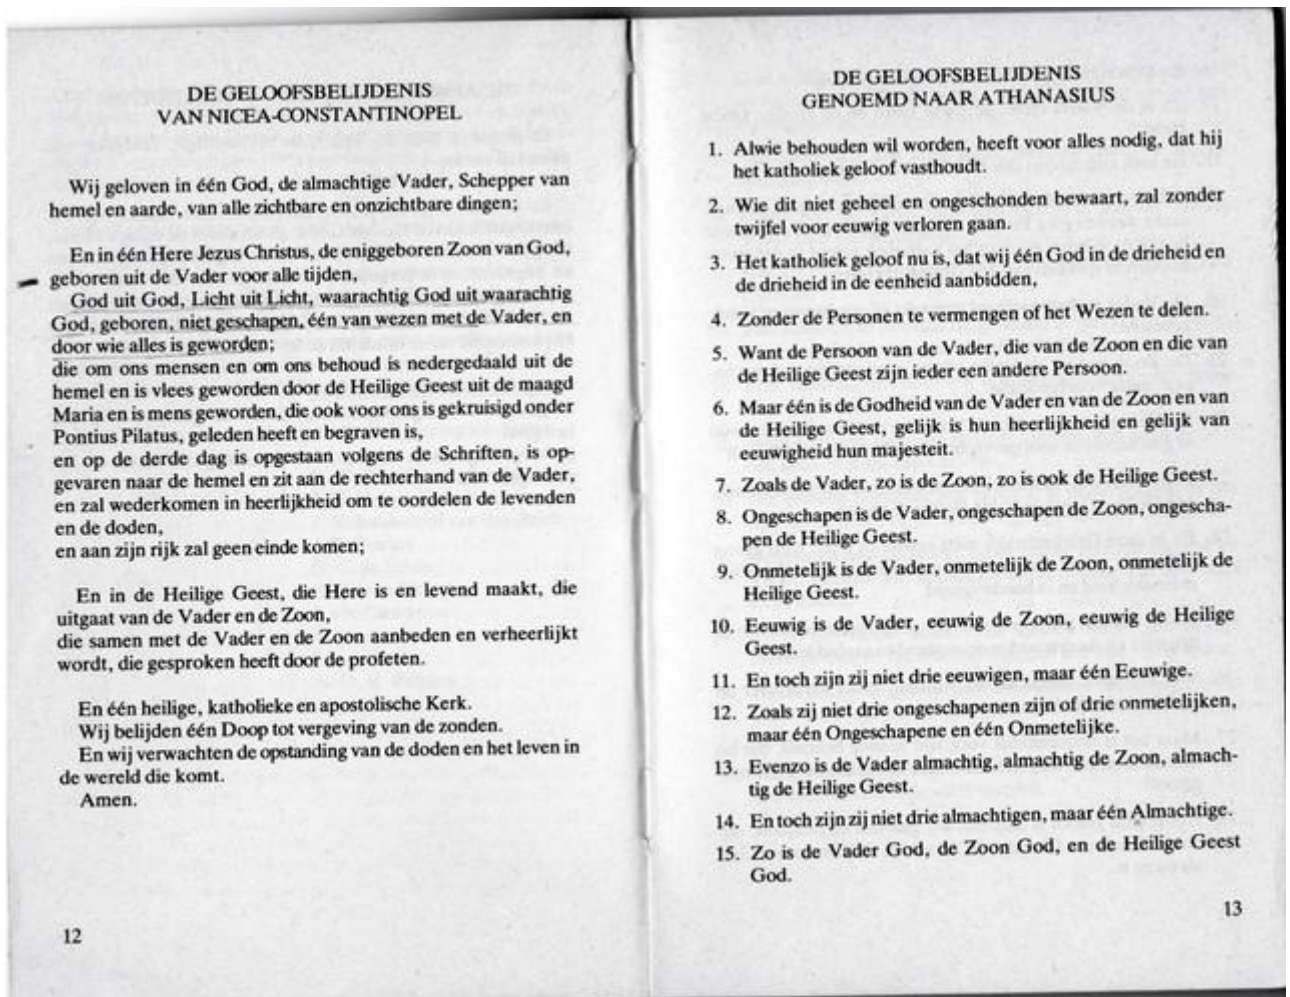 DE GELOOFSBELIJDENIS
VAN NICEA-CONSTANTINOPEL
Wij geloven in één God, de almachtige Vader, Schepper van
hemel en aarde, van alle zichtbare en onzichtbare dingen;
En in één Here Jezus Christus, de eniggeboren Zoon van God,
geboren uit de Vader voor alle tijden,
God uit God, Licht uit Licht, waarachtig God uit waarachtig
God, geboren, niet geschapen, één van wezen met de Vader, en
door wie alles is geworden;
die om ons mensen en om ons behoud is nedergedaald uit de
hemel en is vlees geworden door de Heilige Geest uit de maagd
Maria en is mens geworden, die ook voor ons is gekruisigd onder
Pontius Pilatus, geleden heeft en begraven is,
en op de derde dag is opgestaan volgens de Schriften, is op-
gevaren naar de hemel en zit aan de rechterhand van de Vader,
en zal wederkomen in heerlijkheid om te oordelen de levenden
en de doden,
en aan zijn rijk zal geen einde komen;
En in de Heilige Geest, die Here is en levend maakt, die
uitgaat van de Vader en de Zoon,
die samen met de Vader en de Zoon aanbeden en verheerlijkt
wordt, die gesproken heeft door de profeten.
En één heilige, katholieke en apostolische Kerk.
Wij belijden één Doop tot vergeving van de zonden.
En wij verwachten de opstanding van de doden en het leven in
de wereld die komt.
Amen.
12
DE GELOOFSBELIJDENIS
GENOEMD NAAR ATHANASIUS
1. Alwie behouden wil worden, heeft voor alles nodig, dat hij
het katholiek geloof vasthoudt.
2. Wie dit niet geheel en ongeschonden bewaart, zal zonder
twijfel voor eeuwig verloren gaan.
3. Het katholiek geloof nu is, dat wij één God in de drieheid en
de drieheid in de eenheid aanbidden,
4. Zonder de Personen te vermengen of het Wezen te delen.
5. Want de Persoon van de Vader, die van de Zoon en die van
de Heilige Geest zijn ieder een andere Persoon.
6. Maar één is de Godheid van de Vader en van de Zoon en van
de Heilige Geest, gelijk is hun heerlijkheid en gelijk van
eeuwigheid hun majesteit.
7. Zoals de Vader, zo is de Zoon, zo is ook de Heilige Geest.
8. Ongeschapen is de Vader, ongeschapen de Zoon, ongescha-
pen de Heilige Geest.
9. Onmetelijk is de Vader, onmetelijk de Zoon, onmetelijk de
Heilige Geest.
10. Eeuwig is de Vader, eeuwig de Zoon, eeuwig de Heilige
Geest.
11. En toch zijn zij niet drie eeuwigen, maar één Eeuwige.
12. Zoals zij niet drie ongeschapenen zijn of drie onmetelijken,
maar één Ongeschapene en één Onmetelijke.
13. Evenzo is de Vader almachtig, almachtig de Zoon, almach-
tig de Heilige Geest.
14. En toch zijn zij niet drie almachtigen, maar één Almachtige.
15. Zo is de Vader God, de Zoon God, en de Heilige Geest
God.
13